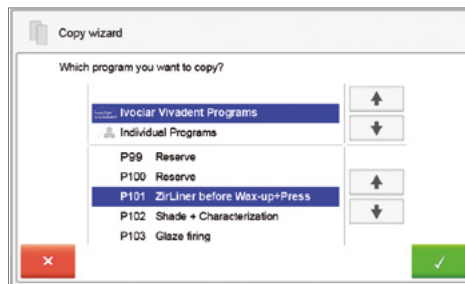 Copy wizard
Which program you want to copy?
Ivoclar Vivadent Programs
Individual Programs
P99 Reserve
P100 Reserve
P101 ZirLiner before Wax-up+Press
P102 Shade + Characterization
P103 Glaze firing